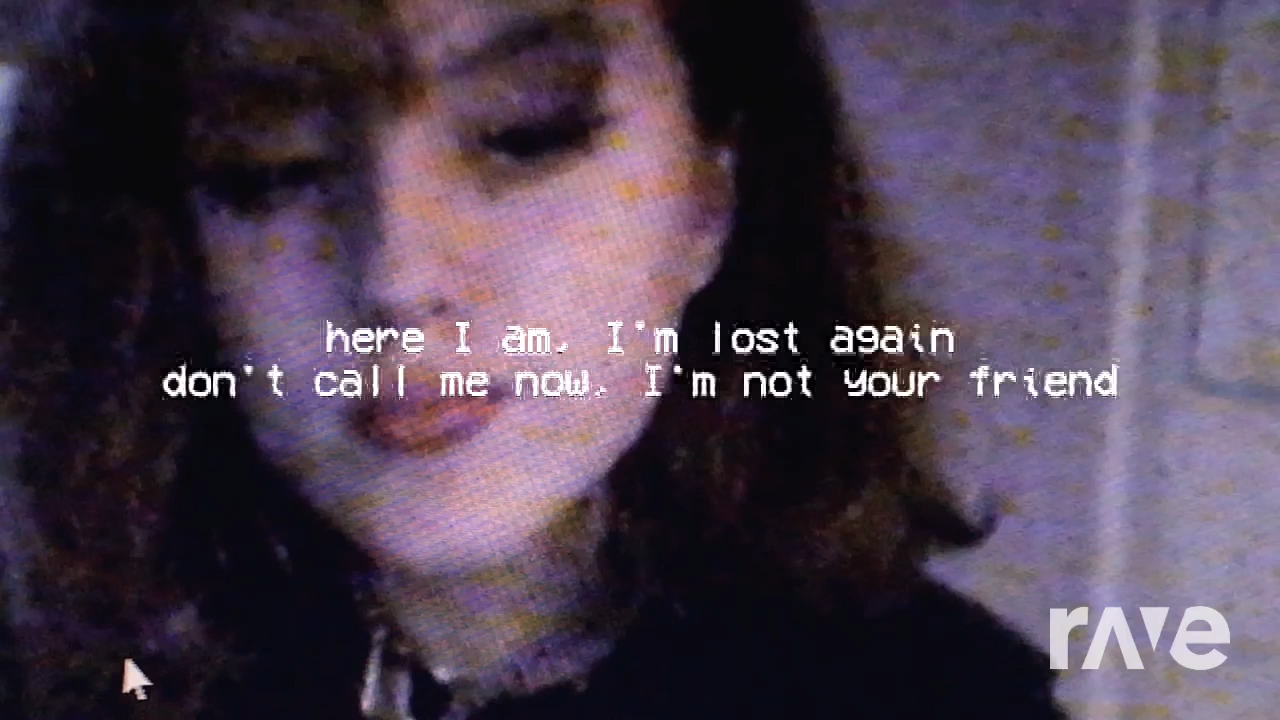 here I am, I'm lost again
don't call me now, I'm not your friend
rave